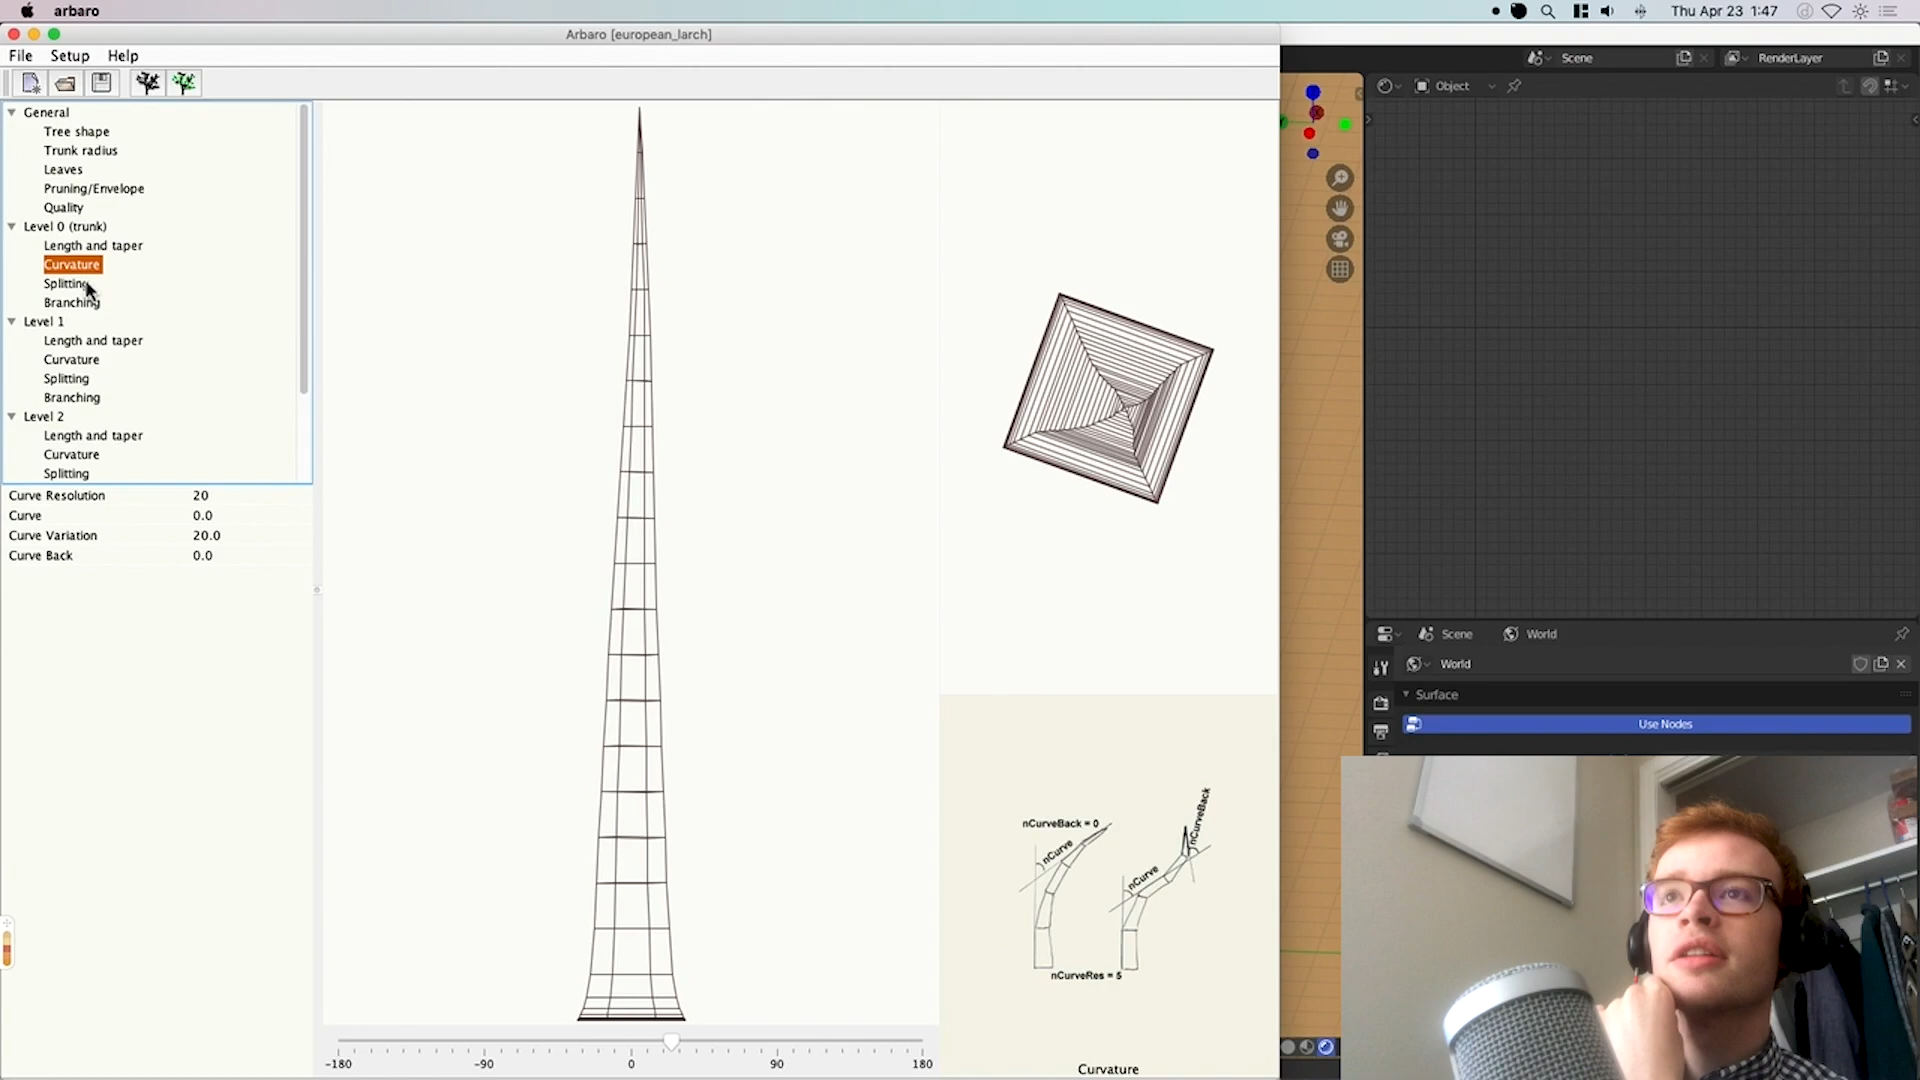 arbaro
Thu Apr 23 1:47
Arbaro [european_larch]
File Setup Help
Scene
RenderLayer
Object
General
Tree shape
Trunk radius
Leaves
Pruning/Envelope
Quality
Level 0 (trunk)
Length and taper
Curvature
Splitting
Branching
Level 1
Length and taper
Curvature
Splitting
Branching
Level 2
Length and taper
Curvature
Splitting
Curve Resolution 20
Curve 0.0
Curve Variation 20.0
Curve Back 0.0
nCurveBack = 0
nCurve
nCurveBack
nCurve
nCurveRes = 5
Curvature
-180 -90 0 90 180
Scene World
World
Surface
Use Nodes